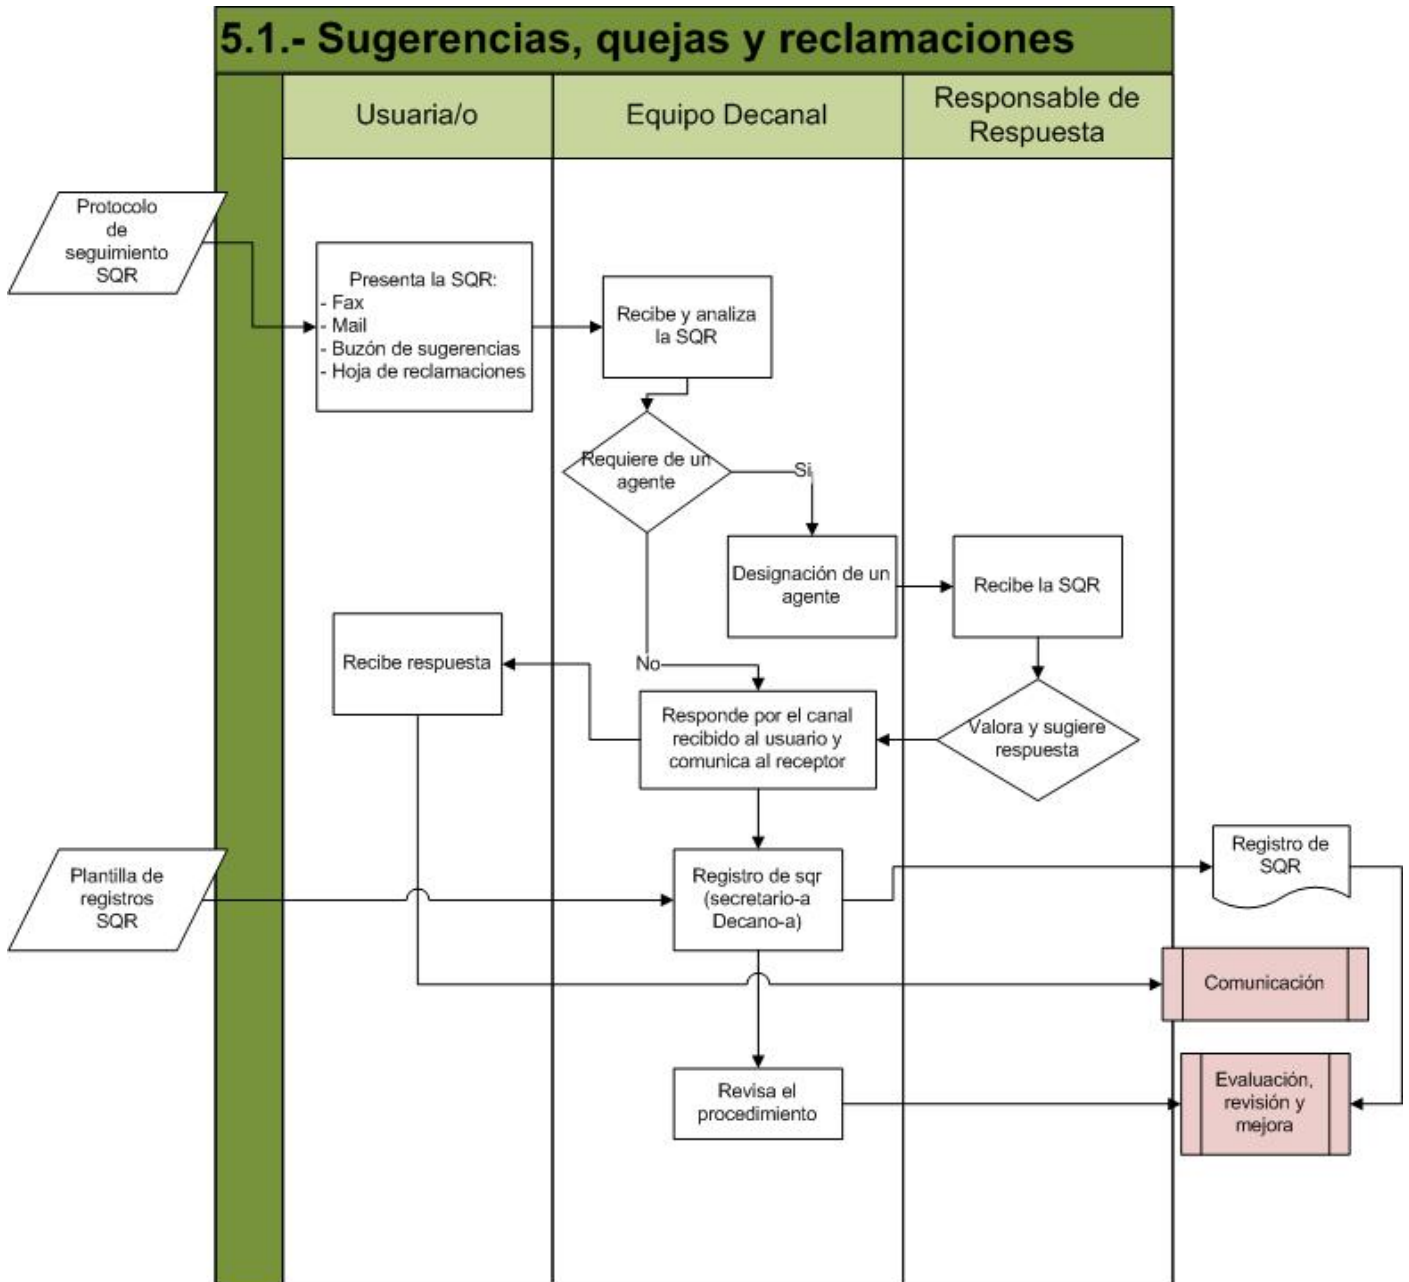 5.1.- Sugerencias, quejas y reclamaciones
Usuaria/o
Equipo Decanal
Responsable de
Respuesta
Protocolo
de
seguimiento
SQR
Presenta la SQR:
- Fax
- Mail
- Buzón de sugerencias
- Hoja de reclamaciones
Recibe y analiza
la SQR
Requiere de un
agente
Si
Designación de un
agente
Recibe la SQR
Recibe respuesta
No
Responde por el canal
recibido al usuario y
comunica al receptor
Valora y sugiere
respuesta
Plantilla de
registros
SQR
Registro de sqr
(secretario-a
Decano-a)
Registro de
SQR
Comunicación
Revisa el
procedimiento
Evaluación,
revisión y
mejora